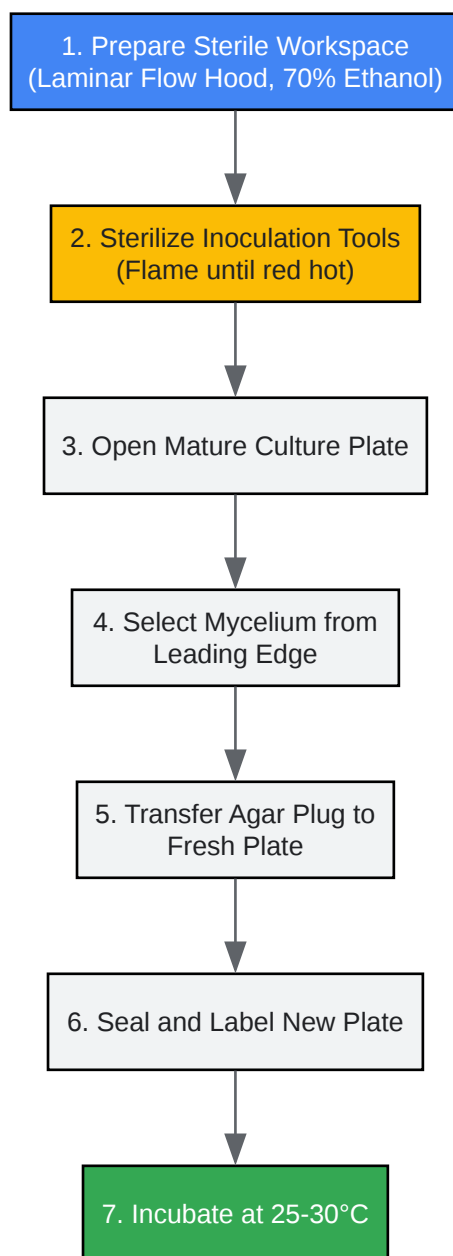 1. Prepare Sterile Workspace
(Laminar Flow Hood, 70% Ethanol)
2. Sterilize Inoculation Tools
(Flame until red hot)
3. Open Mature Culture Plate
4. Select Mycelium from
Leading Edge
5. Transfer Agar Plug to
Fresh Plate
6. Seal and Label New Plate
7. Incubate at 25-30°C